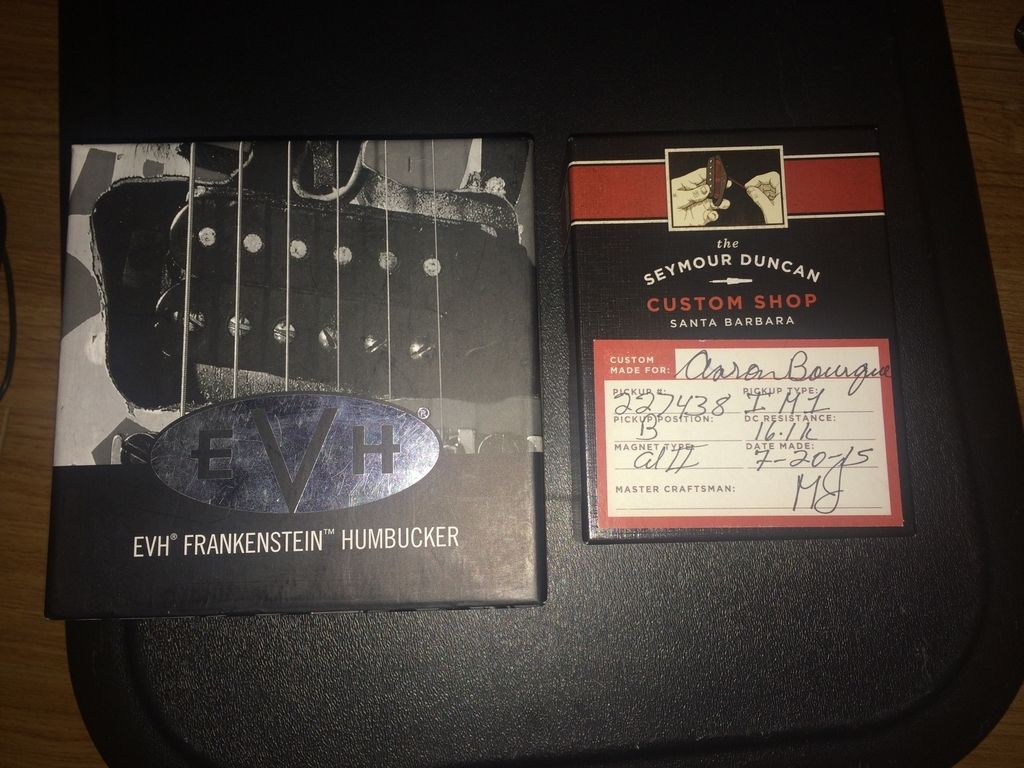 EVH®
EVH® FRANKENSTEIN™ HUMBUCKER
the
SEYMOUR DUNCAN
CUSTOM SHOP
SANTA BARBARA
CUSTOM MADE FOR: Aaron Bourque
PICKUP #: PICKUP TYPE:
227438
PICKUP POSITION: DC RESISTANCE:
B 16.1k
MAGNET TYPE: DATE MADE:
alII 7-20-15
MASTER CRAFTSMAN: MJ